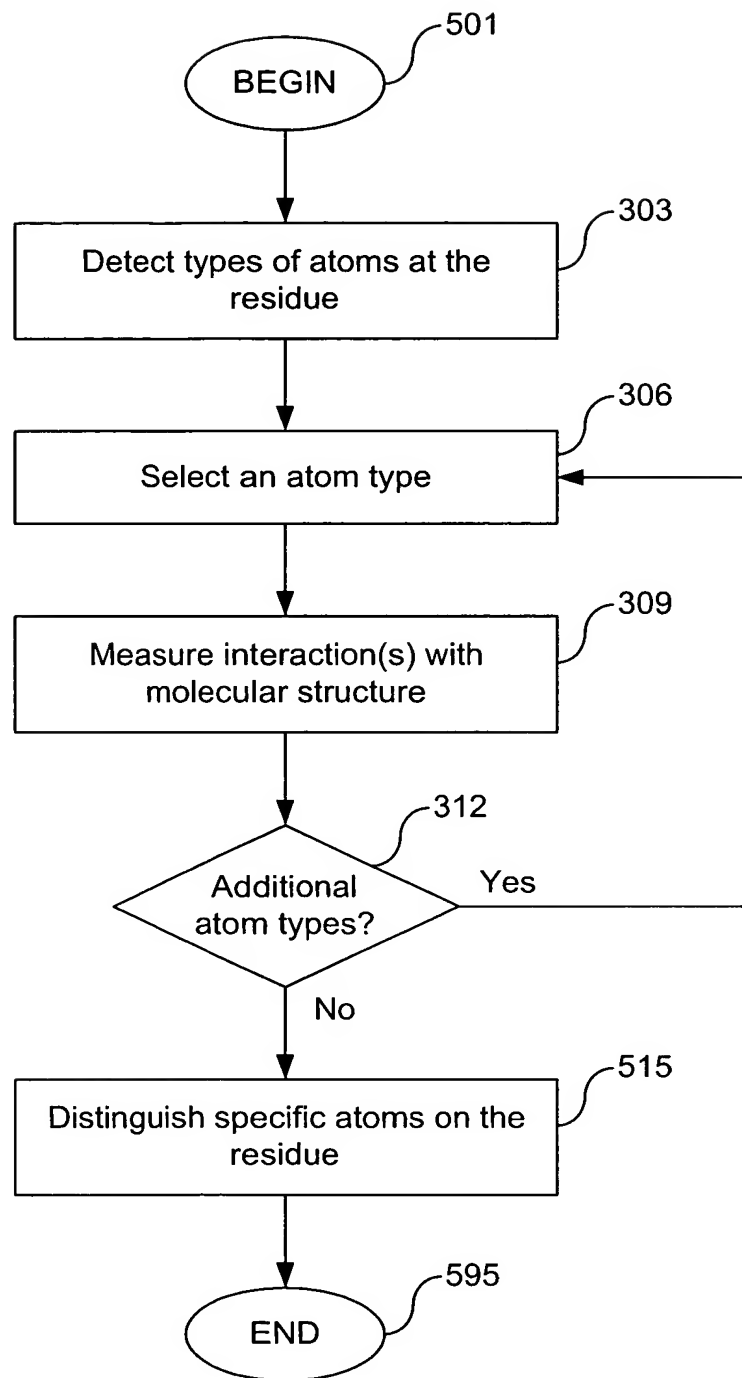 501
BEGIN
303
Detect types of atoms at the
residue
306
Select an atom type
309
Measure interaction(s) with
molecular structure
312
Additional
atom types?
Yes
No
515
Distinguish specific atoms on the
residue
595
END